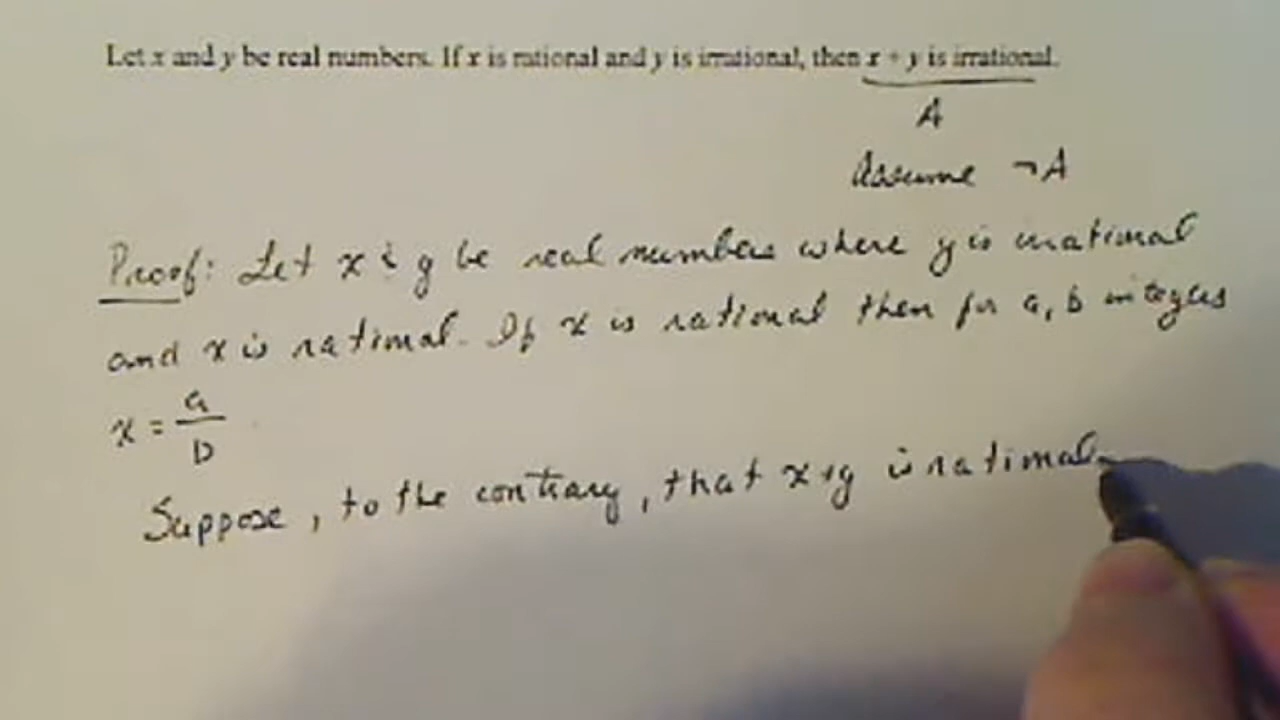 Let x and y be real numbers. If x is rational and y is irrational, then x + y is irrational.
A
Assume ¬A
Proof: Let x & y be real numbers where y is irrational
and x is rational. If x is rational then for a, b integers
x = a/b
Suppose, to the contrary, that x+y is rational